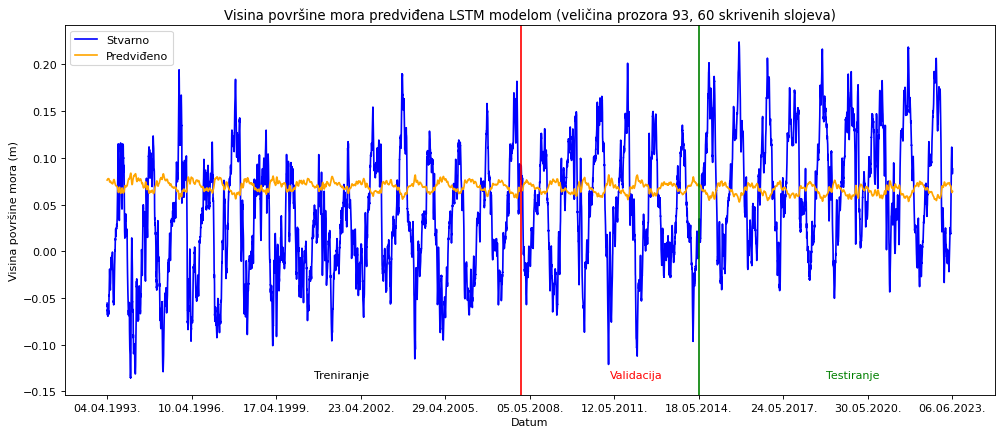 Visina površine mora predviđena LSTM modelom (veličina prozora 93, 60 skrivenih slojeva)
Stvarno
Predviđeno
0.20
0.15
0.10
0.05
0.00
−0.05
−0.10
−0.15
Visina površine mora (m)
Treniranje
Validacija
Testiranje
04.04.1993. 10.04.1996. 17.04.1999. 23.04.2002. 29.04.2005. 05.05.2008. 12.05.2011. 18.05.2014. 24.05.2017. 30.05.2020. 06.06.2023.
Datum